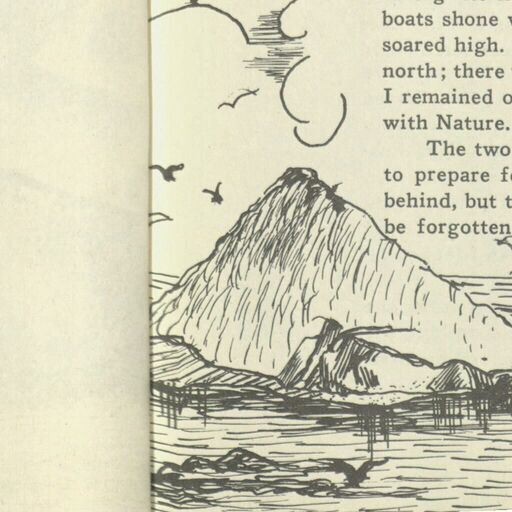 boats shone
soared high.
north; there
I remained
with Nature.
The two
to prepare
behind, but
be forgotten